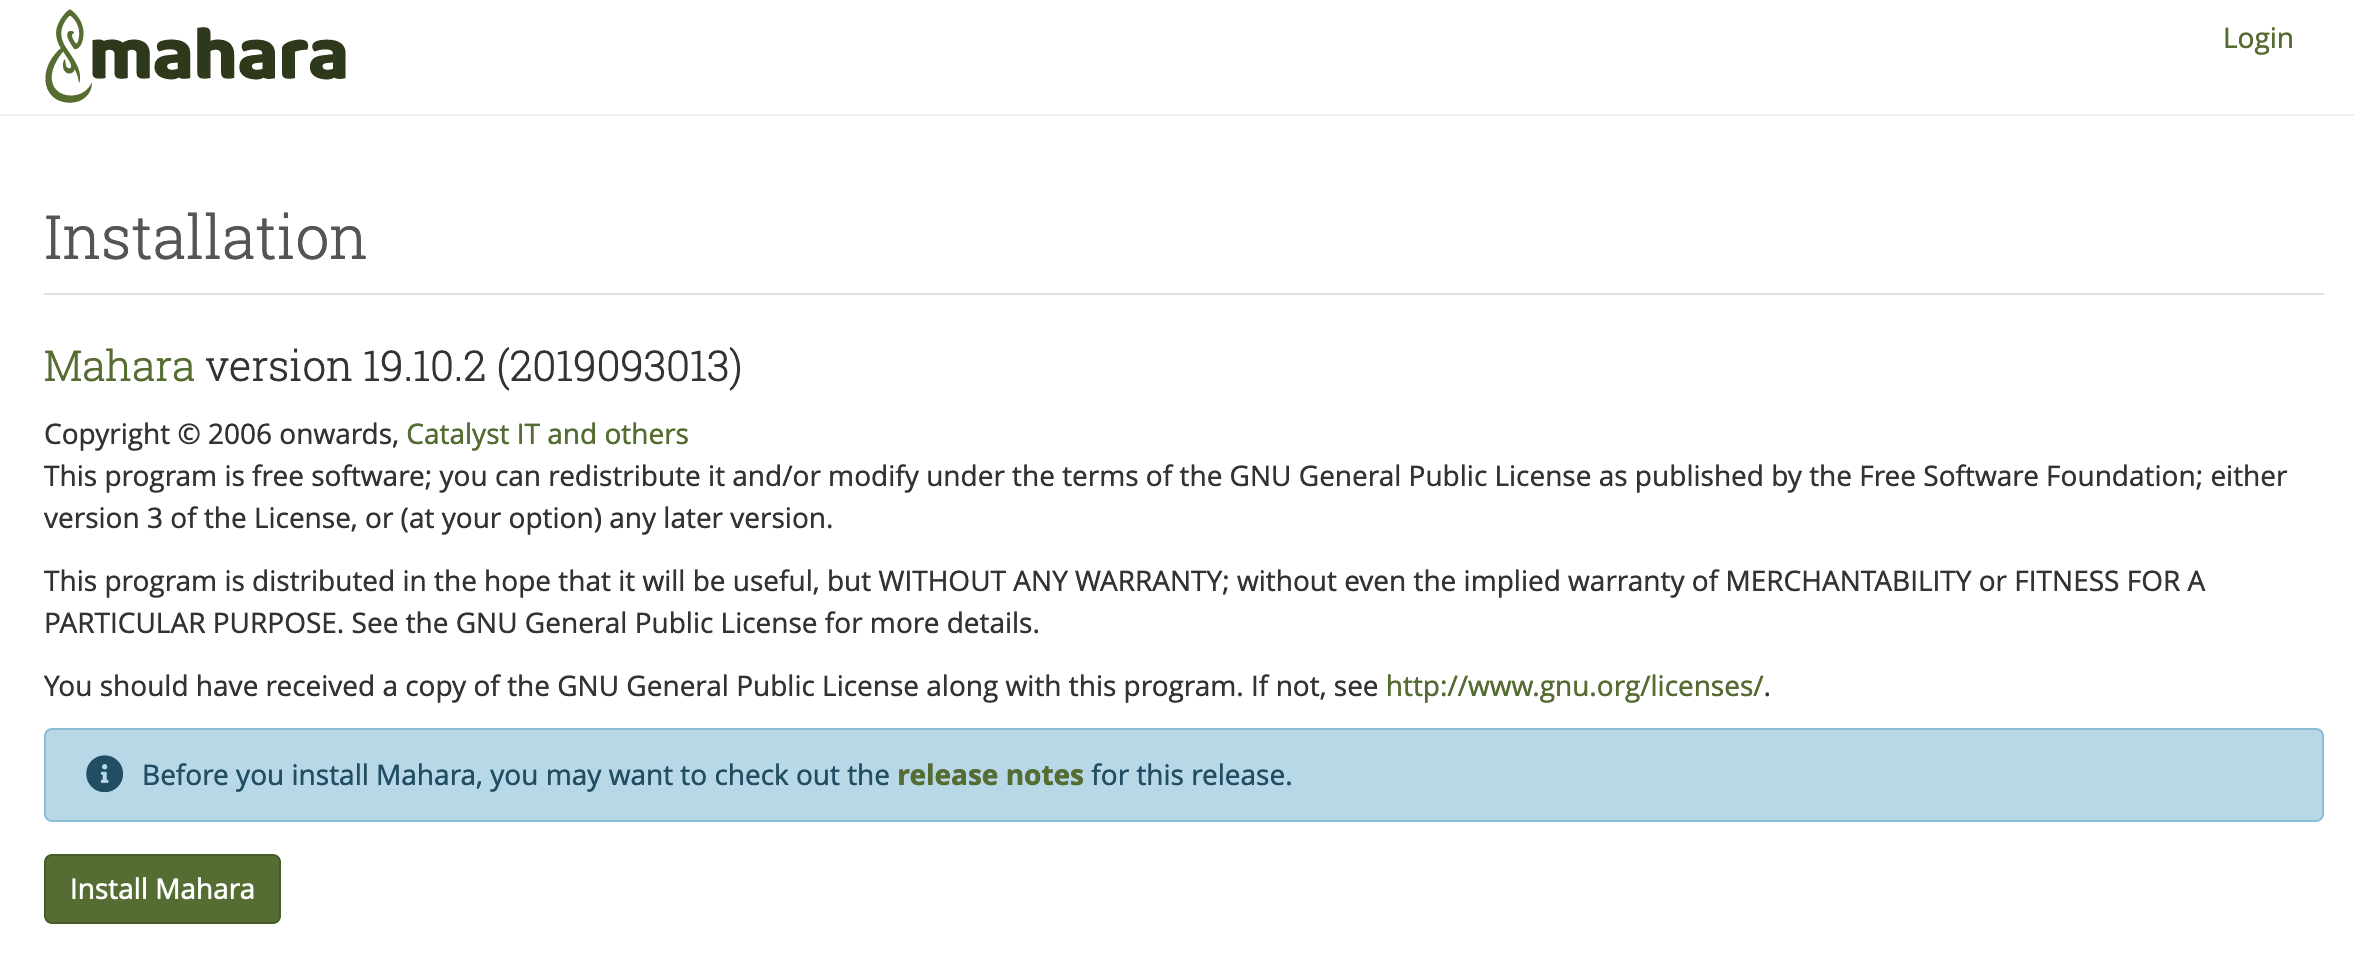 mahara
Login
Installation
Mahara version 19.10.2 (2019093013)
Copyright © 2006 onwards, Catalyst IT and others
This program is free software; you can redistribute it and/or modify under the terms of the GNU General Public License as published by the Free Software Foundation; either
version 3 of the License, or (at your option) any later version.
This program is distributed in the hope that it will be useful, but WITHOUT ANY WARRANTY; without even the implied warranty of MERCHANTABILITY or FITNESS FOR A
PARTICULAR PURPOSE. See the GNU General Public License for more details.
You should have received a copy of the GNU General Public License along with this program. If not, see http://www.gnu.org/licenses/.
Before you install Mahara, you may want to check out the release notes for this release.
Install Mahara